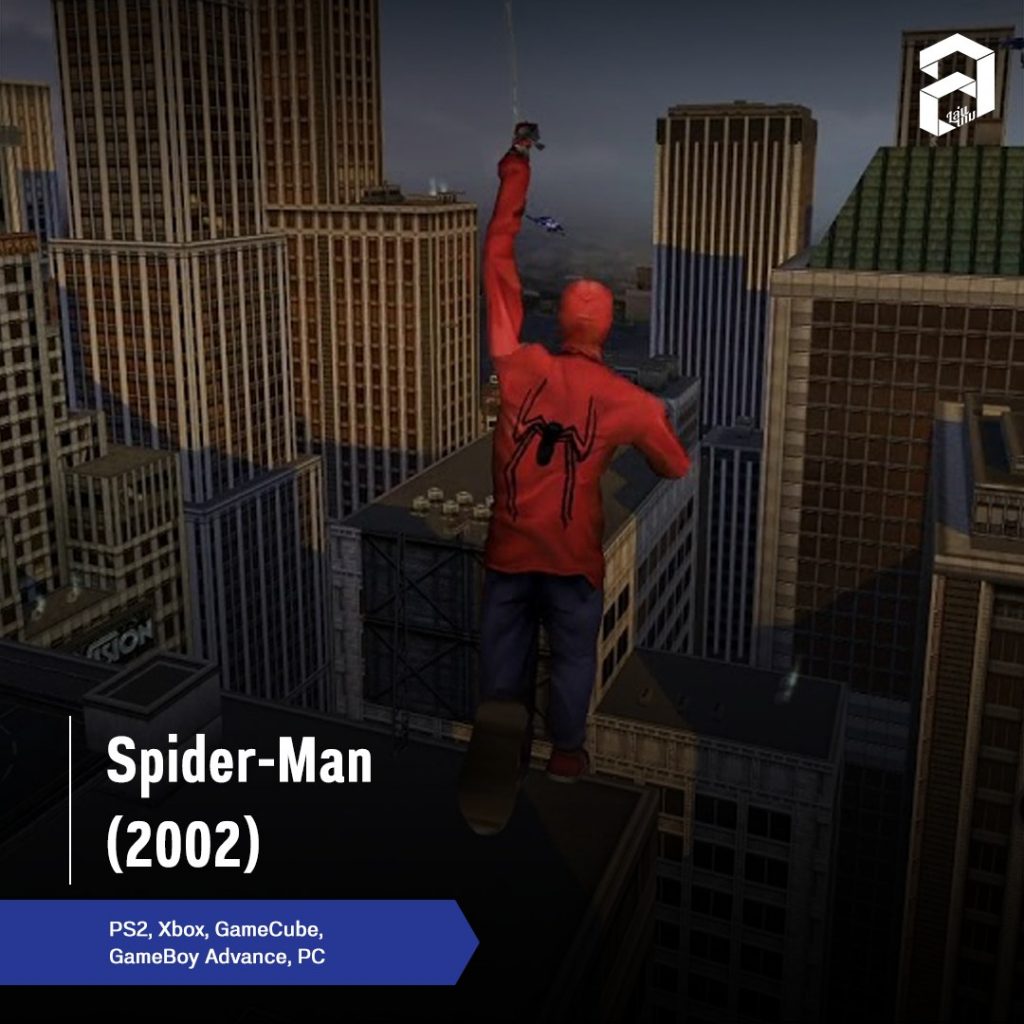 Spider-Man
(2002)
PS2, Xbox, GameCube,
GameBoy Advance, PC